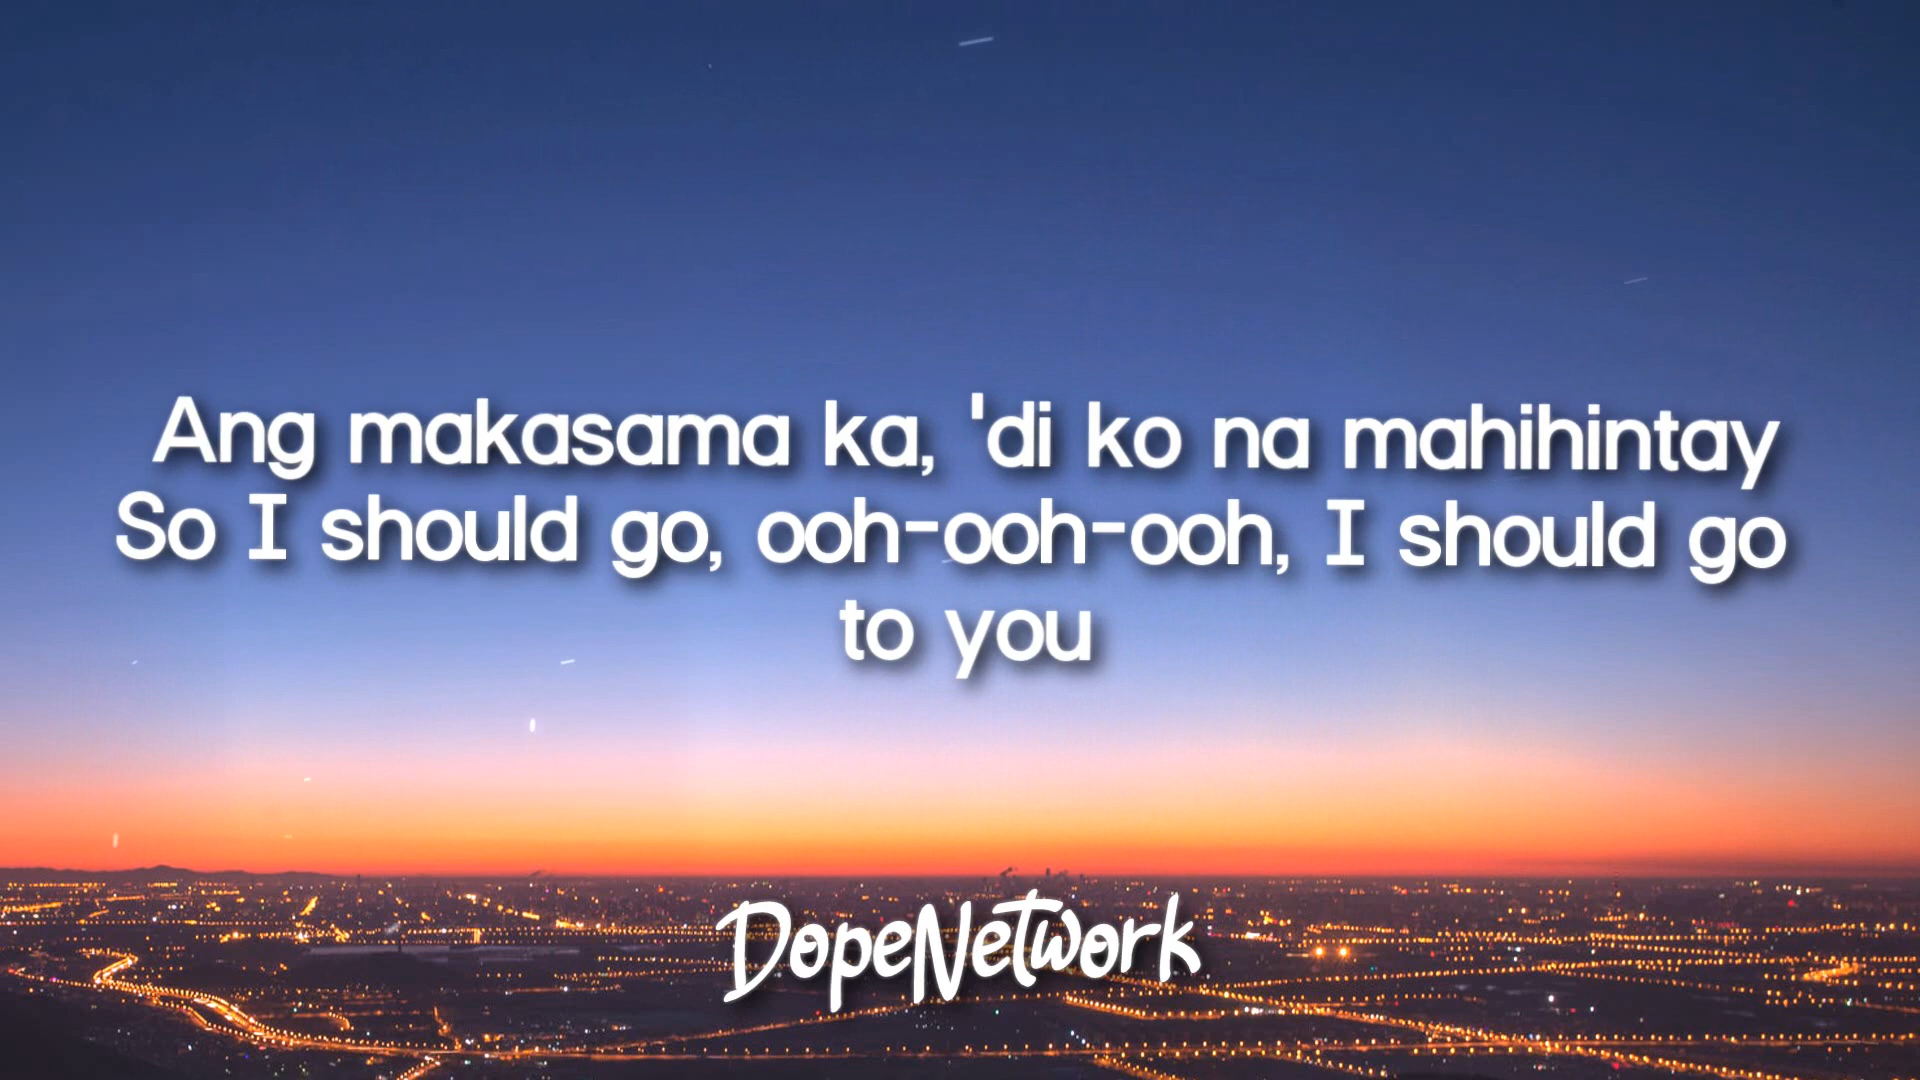 Ang makasama ka, 'di ko na mahihintay
So I should go, ooh-ooh-ooh, I should go
to you
DopeNetwork